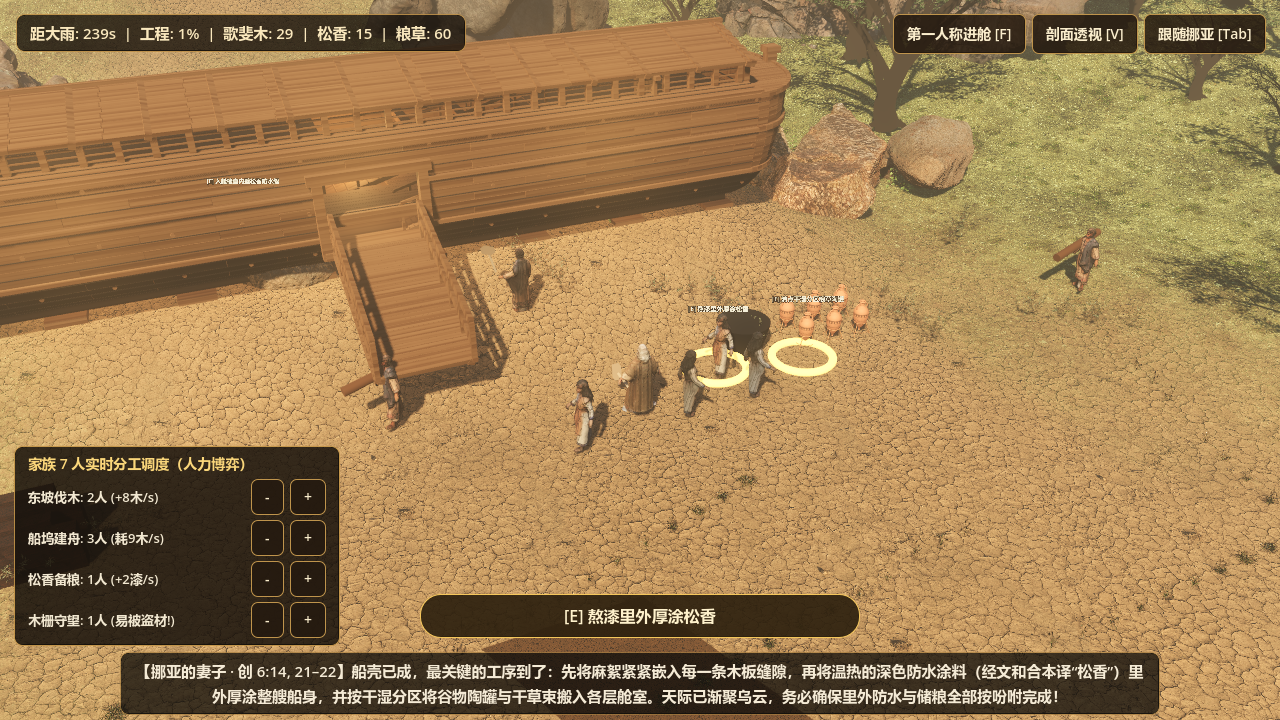 距大雨: 239s | 工程: 1% | 歌斐木: 29 | 松香: 15 | 粮草: 60
第一人称进舱 [F]
剖面透视 [V]
跟随挪亚 [Tab]
家族 7 人实时分工调度（人力博弈）
东坡伐木: 2人 (+8木/s)
-
+
船坞建舟: 3人 (耗9木/s)
-
+
松香备粮: 1人 (+2漆/s)
-
+
木栅守望: 1人 (易被盗材!)
-
+
[E] 熬漆里外厚涂松香
【挪亚的妻子 · 创 6:14, 21–22】船壳已成，最关键的工序到了：先将麻絮紧紧嵌入每一条木板缝隙，再将温热的深色防水涂料（经文和合本译“松香”）里
外厚涂整艘船身，并按干湿分区将谷物陶罐与干草束搬入各层舱室。天际已渐聚乌云，务必确保里外防水与储粮全部按吩咐完成！